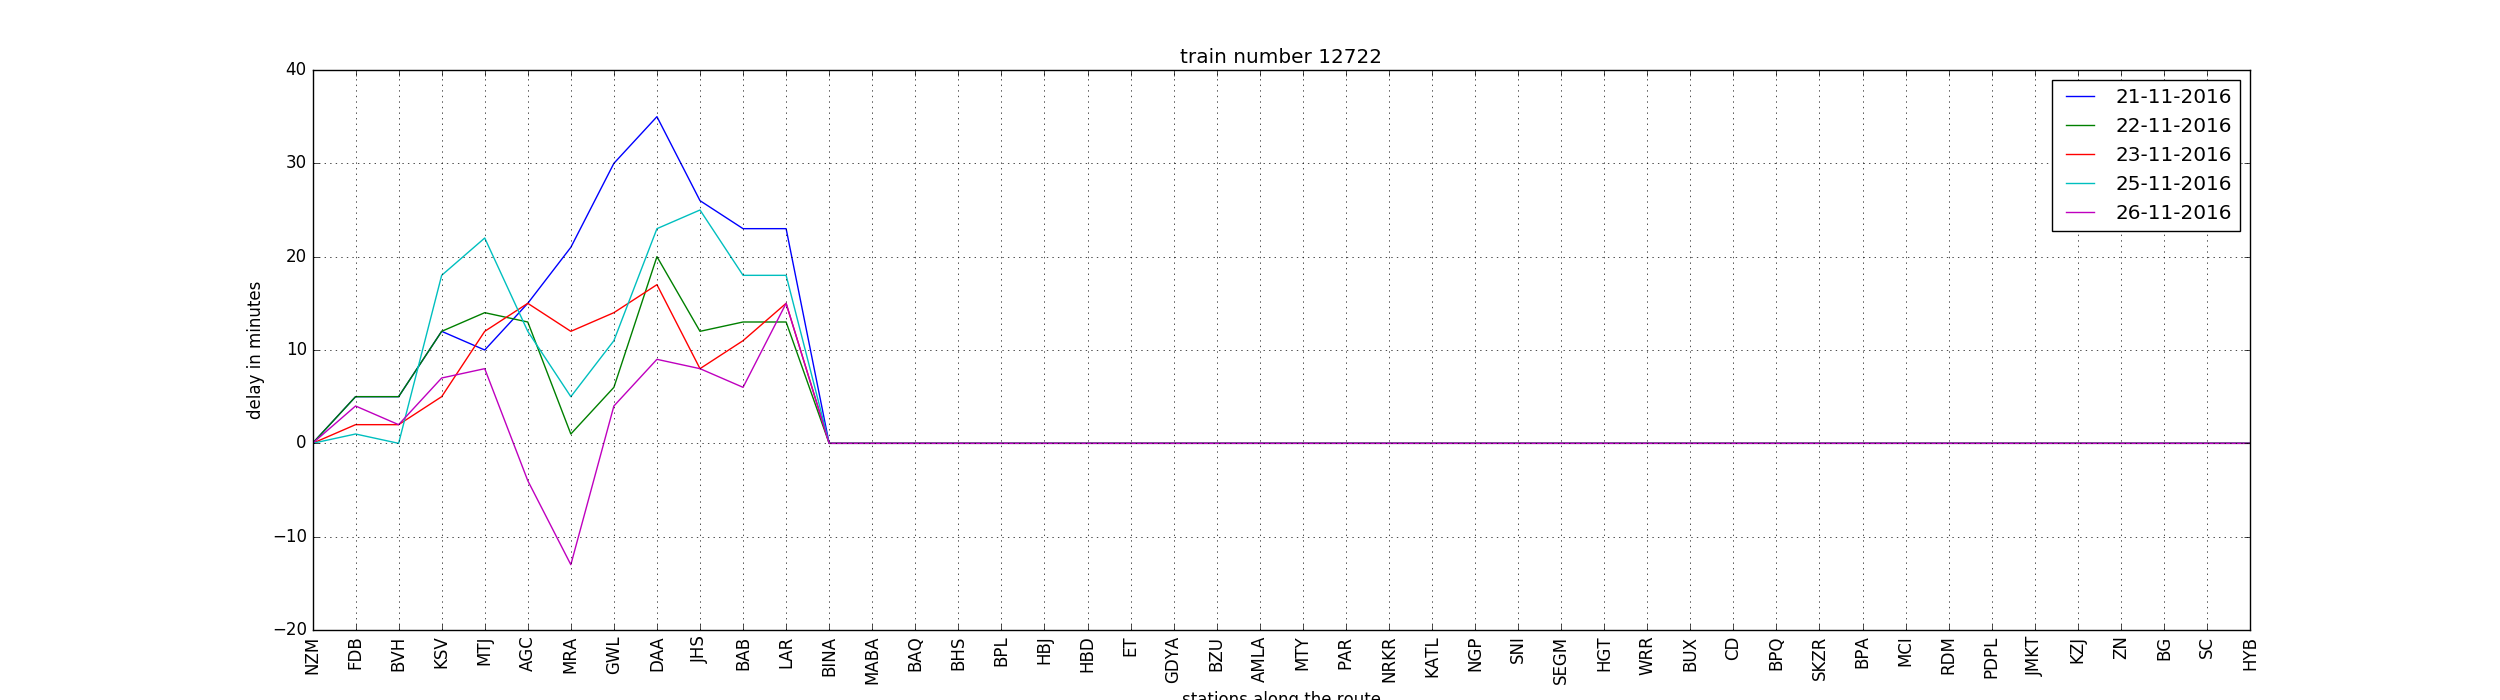 train number 12722
40
30
20
10
0
−10
−20
delay in minutes
21-11-2016
22-11-2016
23-11-2016
25-11-2016
26-11-2016
NZM
FDB
BVH
KSV
MTJ
AGC
MRA
GWL
DAA
JHS
BAB
LAR
BINA
MABA
BAQ
BHS
BPL
HBJ
HBD
ET
GDYA
BZU
AMLA
MTY
PAR
NRKR
KATL
NGP
SNI
SEGM
HGT
WRR
BUX
CD
BPQ
SKZR
BPA
MCI
RDM
PDPL
JMKT
KZJ
ZN
BG
SC
HYB
stations along the route